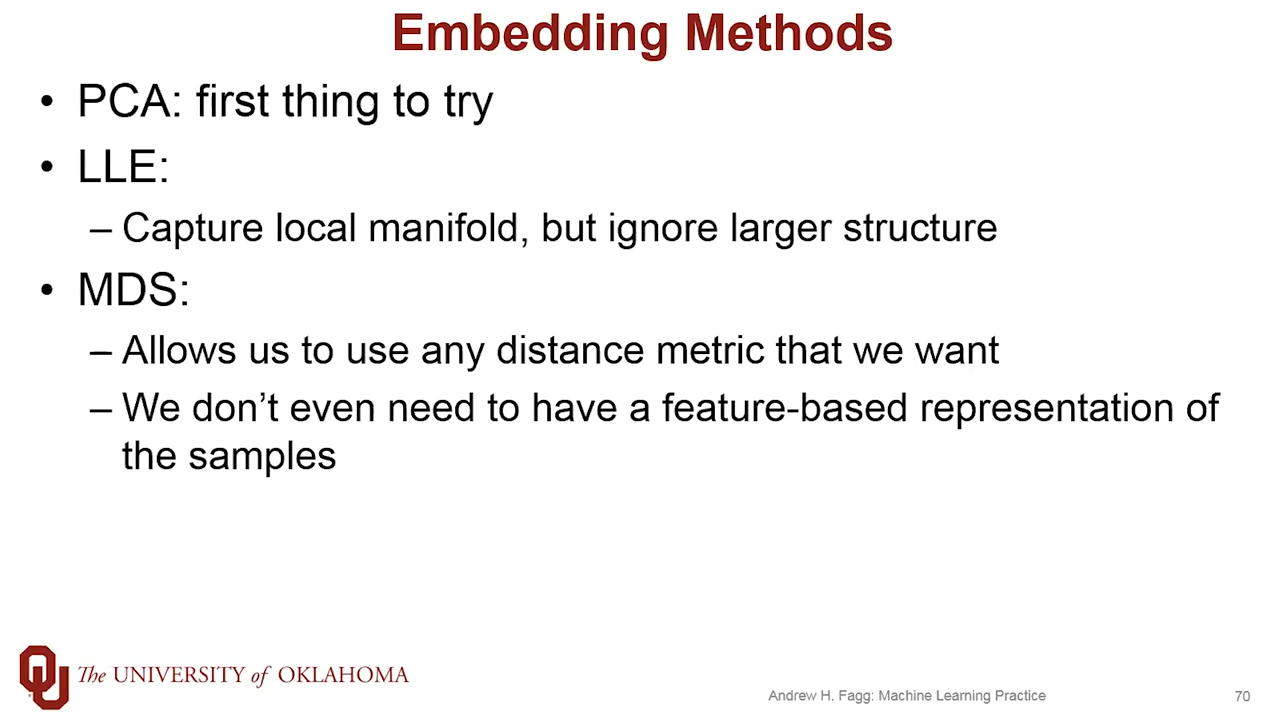 Embedding Methods
• PCA: first thing to try
• LLE:
– Capture local manifold, but ignore larger structure
• MDS:
– Allows us to use any distance metric that we want
– We don’t even need to have a feature-based representation of
the samples
OU The UNIVERSITY of OKLAHOMA
Andrew H. Fagg: Machine Learning Practice
70